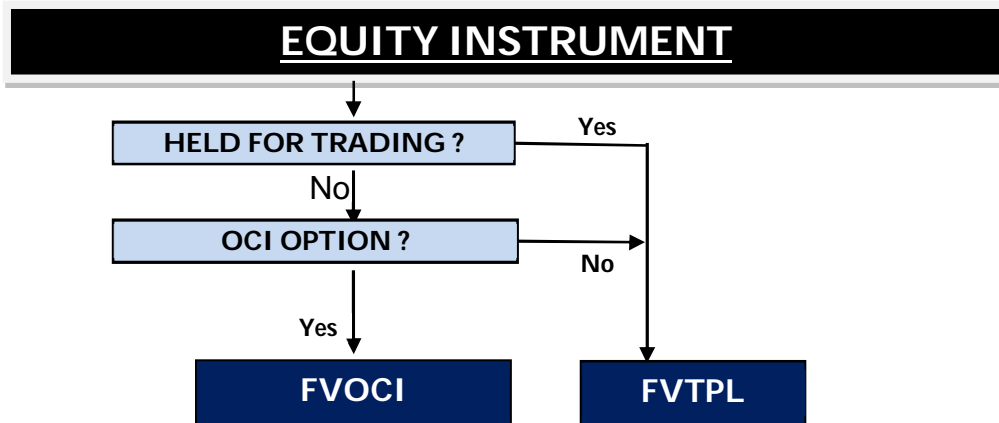 EQUITY INSTRUMENT
HELD FOR TRADING ?
Yes
No
OCI OPTION ?
No
Yes
FVOCI
FVTPL